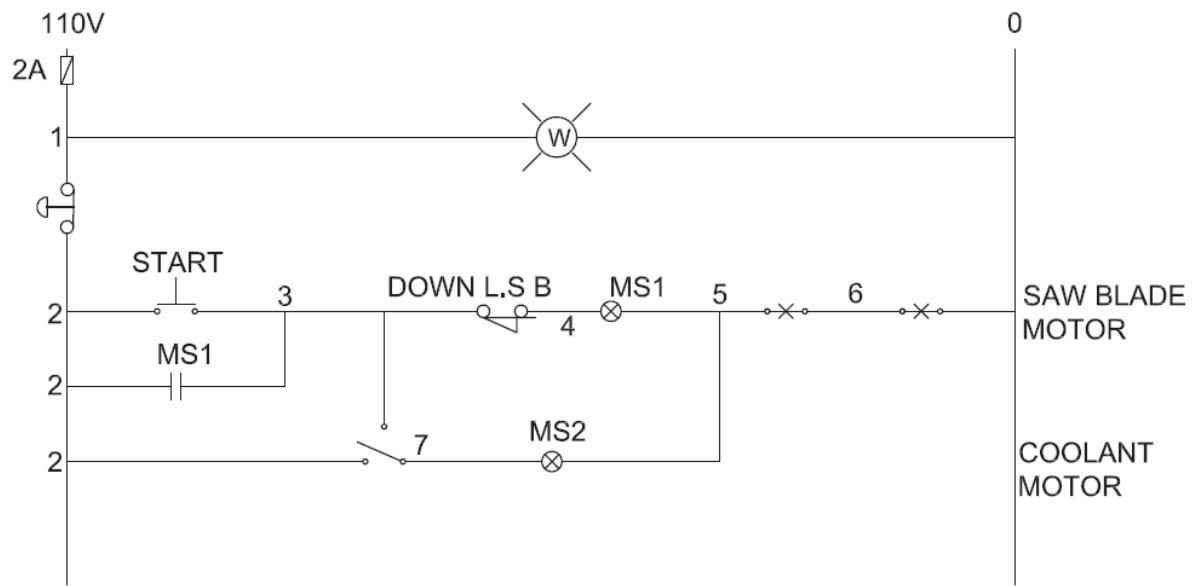 110V
0
2A
1
W
START
2
3
DOWN L.S B
4
MS1
5
6
SAW BLADE
MOTOR
MS1
2
2
7
MS2
COOLANT
MOTOR